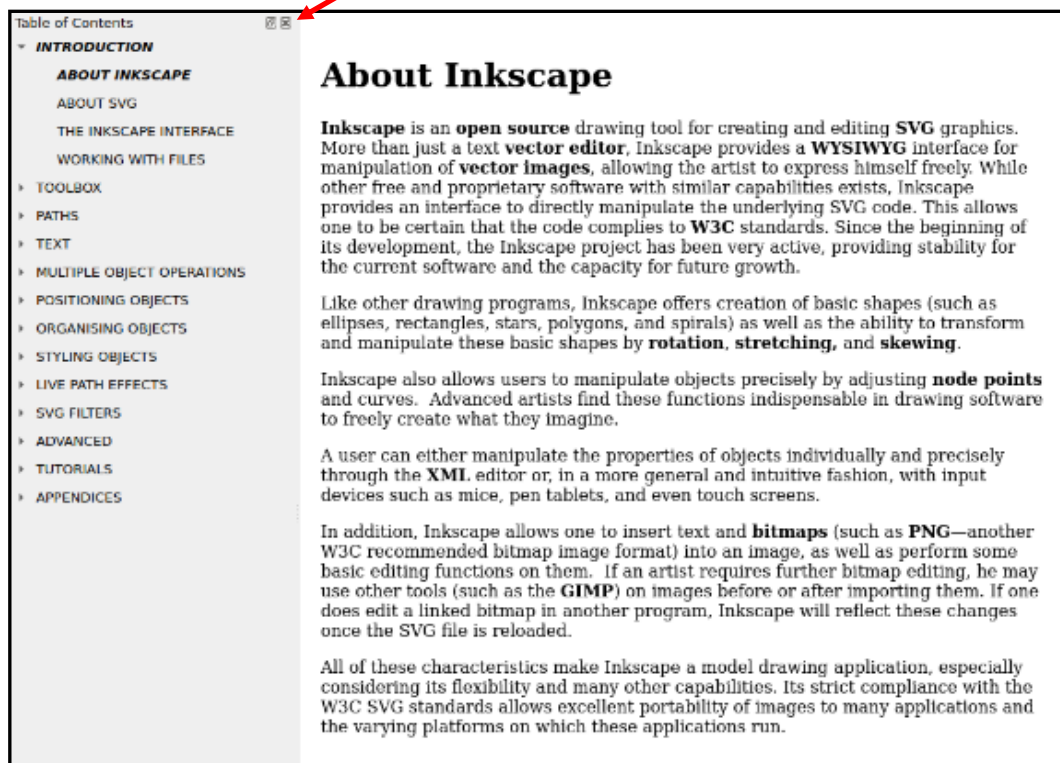 Table of Contents
INTRODUCTION
ABOUT INKSCAPE
ABOUT SVG
THE INKSCAPE INTERFACE
WORKING WITH FILES
TOOLBOX
PATHS
TEXT
MULTIPLE OBJECT OPERATIONS
POSITIONING OBJECTS
ORGANISING OBJECTS
STYLING OBJECTS
LIVE PATH EFFECTS
SVG FILTERS
ADVANCED
TUTORIALS
APPENDICES
About Inkscape
Inkscape is an open source drawing tool for creating and editing SVG graphics.
More than just a text vector editor, Inkscape provides a WYSIWYG interface for
manipulation of vector images, allowing the artist to express himself freely. While
other free and proprietary software with similar capabilities exists, Inkscape
provides an interface to directly manipulate the underlying SVG code. This allows
one to be certain that the code complies to W3C standards. Since the beginning of
its development, the Inkscape project has been very active, providing stability for
the current software and the capacity for future growth.
Like other drawing programs, Inkscape offers creation of basic shapes (such as
ellipses, rectangles, stars, polygons, and spirals) as well as the ability to transform
and manipulate these basic shapes by rotation, stretching, and skewing.
Inkscape also allows users to manipulate objects precisely by adjusting node points
and curves.  Advanced artists find these functions indispensable in drawing software
to freely create what they imagine.
A user can either manipulate the properties of objects individually and precisely
through the XML editor or, in a more general and intuitive fashion, with input
devices such as mice, pen tablets, and even touch screens.
In addition, Inkscape allows one to insert text and bitmaps (such as PNG—another
W3C recommended bitmap image format) into an image, as well as perform some
basic editing functions on them.  If an artist requires further bitmap editing, he may
use other tools (such as the GIMP) on images before or after importing them. If one
does edit a linked bitmap in another program, Inkscape will reflect these changes
once the SVG file is reloaded.
All of these characteristics make Inkscape a model drawing application, especially
considering its flexibility and many other capabilities. Its strict compliance with the
W3C SVG standards allows excellent portability of images to many applications and
the varying platforms on which these applications run.